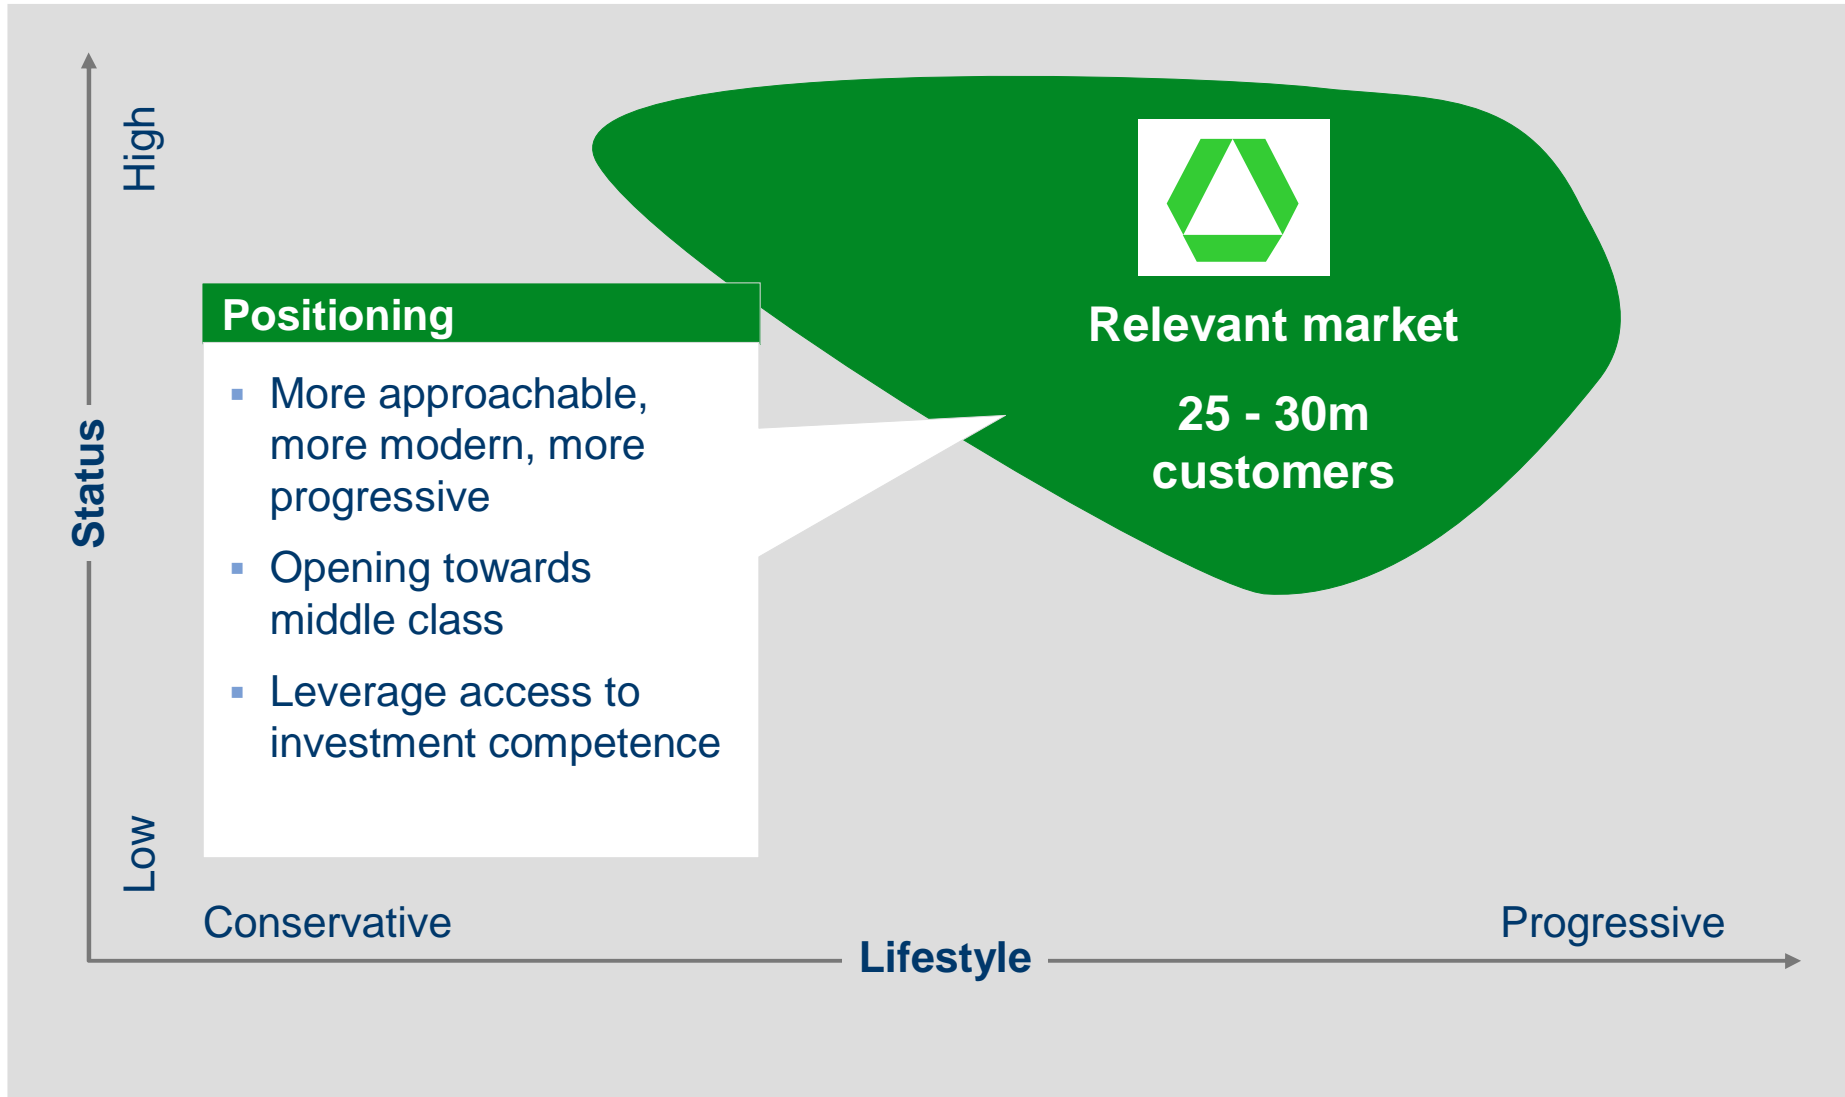 High
Status
Low
Positioning
▪ More approachable,
more modern, more
progressive
▪ Opening towards
middle class
▪ Leverage access to
investment competence
Relevant market
25 - 30m
customers
Conservative
Progressive
Lifestyle